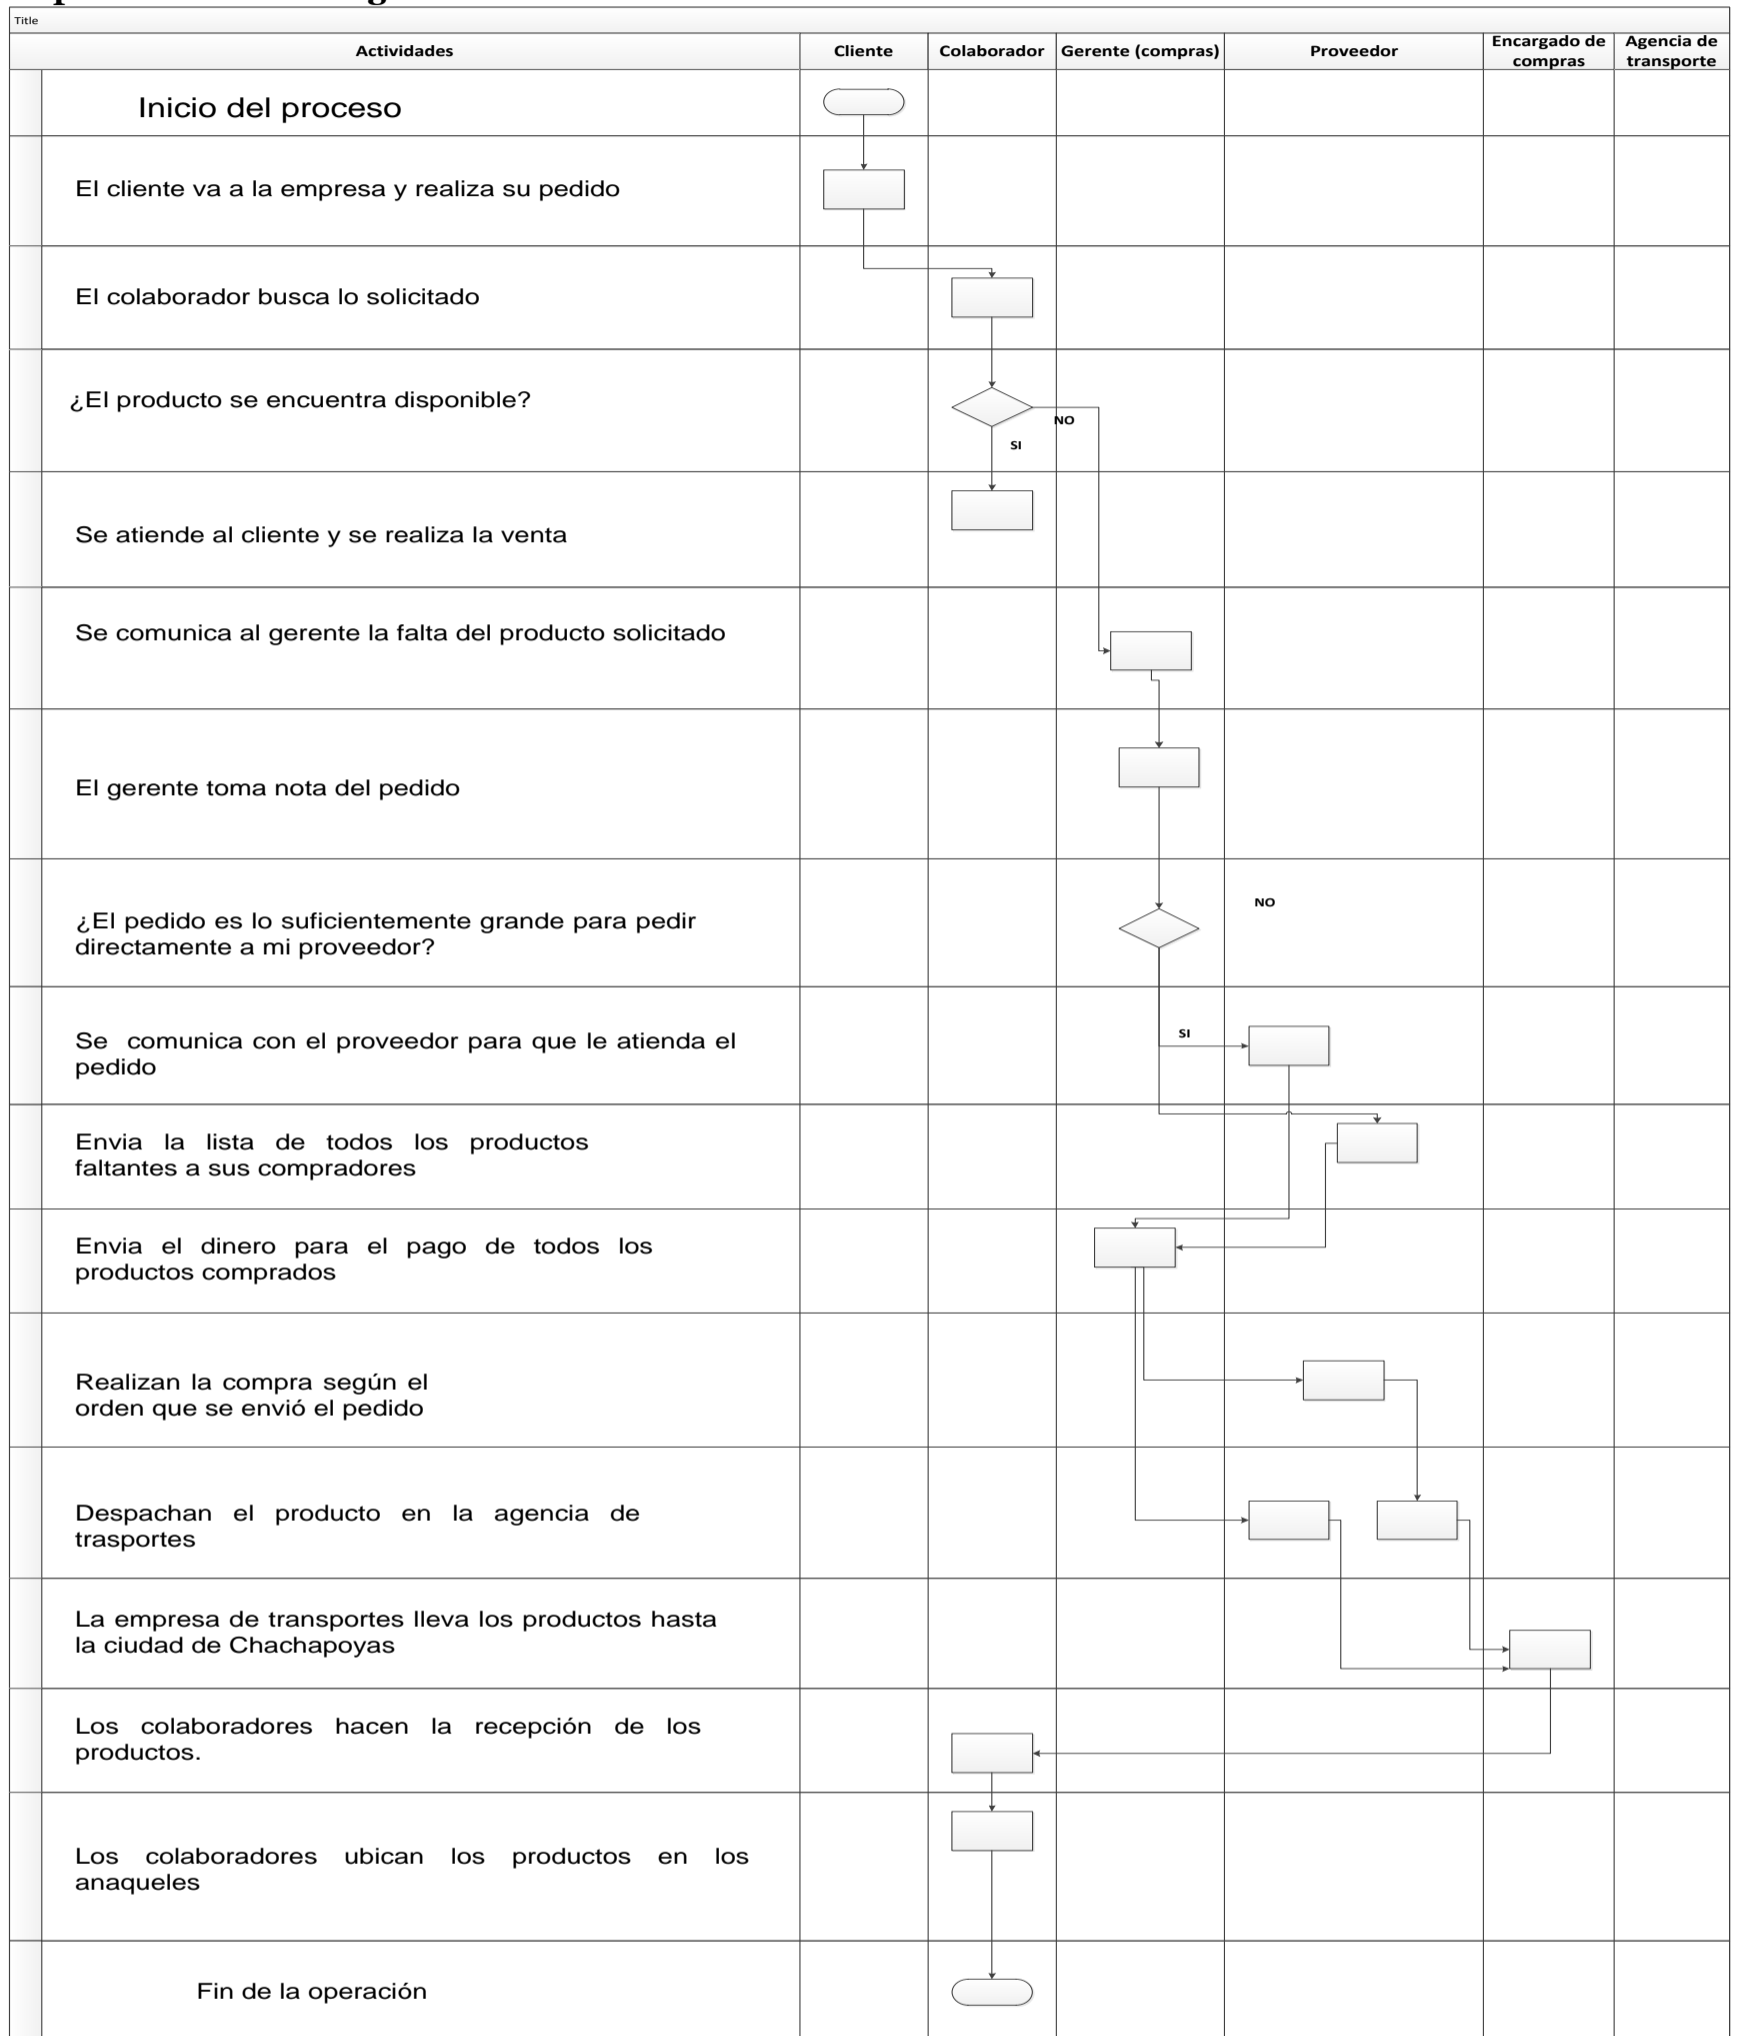 Title
Actividades
Cliente
Colaborador
Gerente (compras)
Proveedor
Encargado de
compras
Agencia de
transporte
Inicio del proceso
El cliente va a la empresa y realiza su pedido
El colaborador busca lo solicitado
¿El producto se encuentra disponible?
NO
SI
Se atiende al cliente y se realiza la venta
Se comunica al gerente la falta del producto solicitado
El gerente toma nota del pedido
¿El pedido es lo suficientemente grande para pedir
directamente a mi proveedor?
NO
Se comunica con el proveedor para que le atienda el
pedido
SI
Envia la lista de todos los productos
faltantes a sus compradores
Envia el dinero para el pago de todos los
productos comprados
Realizan la compra según el
orden que se envió el pedido
Despachan el producto en la agencia de
trasportes
La empresa de transportes lleva los productos hasta
la ciudad de Chachapoyas
Los colaboradores hacen la recepción de los
productos.
Los colaboradores ubican los productos en los
anaqueles
Fin de la operación